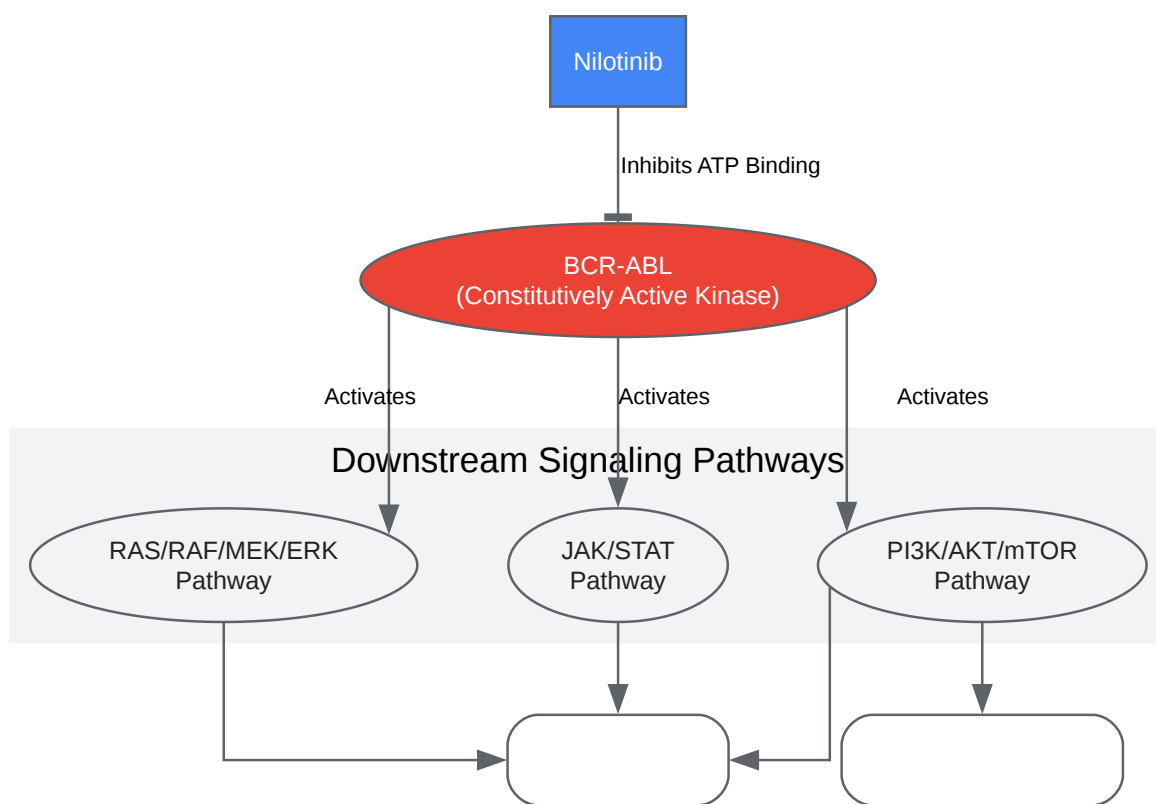 Nilotinib
Inhibits ATP Binding
BCR-ABL
(Constitutively Active Kinase)
Activates
Activates
Activates
Downstream Signaling Pathways
RAS/RAF/MEK/ERK
Pathway
JAK/STAT
Pathway
PI3K/AKT/mTOR
Pathway